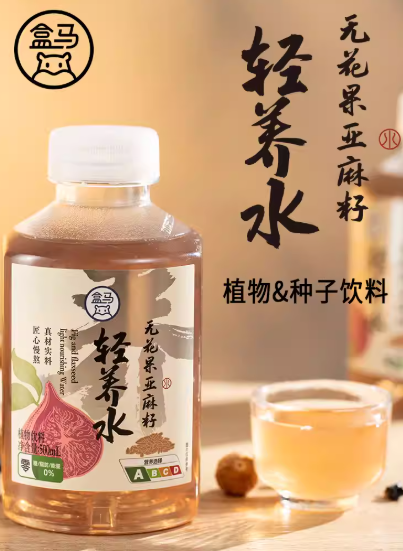 盒马
无花果亚麻籽
轻养水
植物&种子饮料
盒马
无花果亚麻籽
轻养水
Fig and flaxseed
light nourishing Water
真材实料
匠心慢熬
植物饮料
净含量:500mL
零
0%
营养选择
A B C D